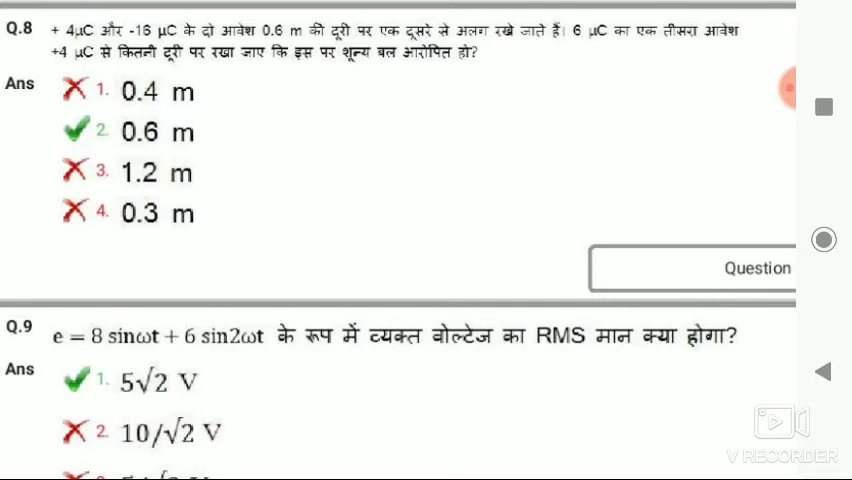 Q.8 + 4μC और -16 μC के दो आवेश 0.6 m की दूरी पर एक दूसरे से अलग रखे जाते हैं। 6 μC का एक तीसरा आवेश
+4 μC से कितनी दूरी पर रखा जाए कि इस पर शून्य बल आरोपित हो?
Ans 1. 0.4 m
2. 0.6 m
3. 1.2 m
4. 0.3 m
Question
Q.9 e = 8 sinωt + 6 sin2ωt के रूप में व्यक्त वोल्टेज का RMS मान क्या होगा?
Ans 1. 5√2 V
2. 10/√2 V
V RECORDER